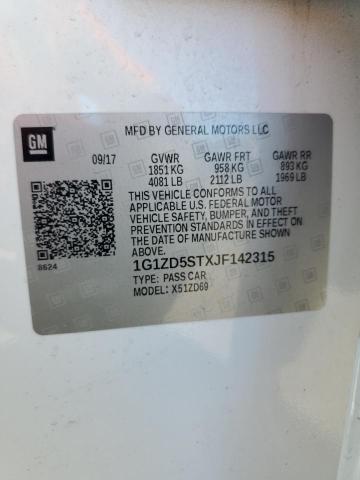 GM
MFD BY GENERAL MOTORS LLC
09/17 GVWR GAWR FRT GAWR RR
1851 KG 958 KG 893 KG
4081 LB 2112 LB 1969 LB
THIS VEHICLE CONFORMS TO ALL
APPLICABLE U.S. FEDERAL MOTOR
VEHICLE SAFETY, BUMPER, AND THEFT
PREVENTION STANDARDS IN EFFECT ON
THE DATE OF MANUFACTURE SHOWN ABOVE.
8624
1G1ZD5STXJF142315
TYPE: PASS CAR
MODEL: X51ZD69